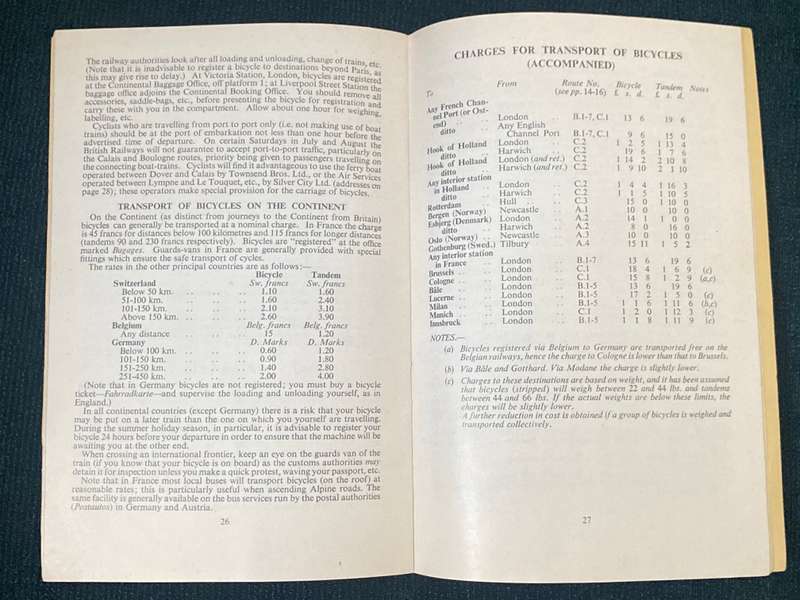 The railway authorities look after all loading and unloading, change of trains, etc.
(Note that it is inadvisable to register a bicycle to destinations beyond Paris, as
this may give rise to delay.) At Victoria Station, London, bicycles are registered
at the Continental Baggage Office, off platform 1; at Liverpool Street Station the
baggage office adjoins the Continental Booking Office. You should remove all
accessories, saddle-bags, etc., before presenting the bicycle for registration and
carry these with you in the compartment. Allow about one hour for weighing,
labelling, etc.
Cyclists who are travelling from port to port only (i.e. not making use of boat
trains) should be at the port of embarkation not less than one hour before the
advertised time of departure. On certain Saturdays in July and August the
British Railways will not guarantee to accept port-to-port traffic, particularly on
the Calais and Boulogne routes, priority being given to passengers travelling on
the connecting boat-trains. Cyclists will find it advantageous to use the ferry boat
operated between Dover and Calais by Townsend Bros. Ltd., or the Air Services
operated between Lympne and Le Touquet, etc., by Silver City Ltd. (addresses on
page 28); these operators make special provision for the carriage of bicycles.
TRANSPORT OF BICYCLES ON THE CONTINENT
On the Continent (as distinct from journeys to the Continent from Britain)
bicycles can generally be transported at a nominal charge. In France the charge
is 45 francs for distances below 100 kilometres and 115 francs for longer distances
(tandems 90 and 230 francs respectively). Bicycles are "registered" at the office
marked Bagages. Guards-vans in France are generally provided with special
fittings which ensure the safe transport of cycles.
The rates in the other principal countries are as follows:—
Bicycle Tandem
Switzerland Sw. francs Sw. francs
Below 50 km. .. .. .. 1.10 1.60
51-100 km. .. .. .. 1.60 2.40
101-150 km. .. .. .. 2.10 3.10
Above 150 km. .. .. .. 2.60 3.90
Belgium Belg. francs Belg. francs
Any distance .. .. .. 15 1.20
Germany D. Marks D. Marks
Below 100 km. .. .. .. 0.60 1.20
101-150 km. .. .. .. 0.90 1.80
151-250 km. .. .. .. 1.40 2.80
251-450 km. .. .. .. 2.00 4.00
(Note that in Germany bicycles are not registered; you must buy a bicycle
ticket—Fahrradkarte—and supervise the loading and unloading yourself, as in
England.)
In all continental countries (except Germany) there is a risk that your bicycle
may be put on a later train than the one on which you yourself are travelling.
During the summer holiday season, in particular, it is advisable to register your
bicycle 24 hours before your departure in order to ensure that the machine will be
awaiting you at the other end.
When crossing an international frontier, keep an eye on the guards van of the
train (if you know that your bicycle is on board) as the customs authorities may
detain it for inspection unless you make a quick protest, waving your passport, etc.
Note that in France most local buses will transport bicycles (on the roof) at
reasonable rates; this is particularly useful when ascending Alpine roads. The
same facility is generally available on the bus services run by the postal authorities
(Postautos) in Germany and Austria.
26
CHARGES FOR TRANSPORT OF BICYCLES
(ACCOMPANIED)
To From Route No. Bicycle Tandem Notes
(see pp. 14-16) £ s. d. £ s. d.
Any French Chan-
nel Port (or Ost-
end) .. London B.1-7, C.1 13 6 19 6
ditto Any English
Channel Port B.1-7, C.1 9 6 15 0
Hook of Holland London C.2 1 2 5 1 13 4
ditto Harwich C.2 19 6 1 7 6
Hook of Holland London (and ret.) C.2 1 14 2 2 10 8
ditto Harwich (and ret.) C.2 1 9 10 2 1 10
Any interior station
in Holland London C.2 1 4 4 1 16 3
ditto Harwich C.2 1 1 5 1 10 5
Rotterdam Hull C.3 15 0 1 10 0
Bergen (Norway) Newcastle A.1 10 0 10 0
Esbjerg (Denmark) London A.2 14 1 1 0 0
ditto Harwich A.2 8 0 16 0
Oslo (Norway) .. Newcastle A.3 10 0 10 0
Gothenburg (Swed.) Tilbury A.4 15 11 1 5 2
Any interior station
in France London B.1-7 13 6 19 6
Brussels .. London C.1 18 4 1 6 9 (c)
Cologne .. London C.1 15 8 1 2 9 (a,c)
Bâle .. London B.1-5 13 6 19 6
Lucerne .. London B.1-5 17 2 1 5 0 (c)
Milan .. London B.1-5 1 1 6 1 11 6 (b,c)
Munich .. London C.1 1 2 0 1 12 3 (c)
Innsbruck .. London B.1-5 1 1 8 1 11 9 (c)
NOTES.—
(a) Bicycles registered via Belgium to Germany are transported free on the
Belgian railways, hence the charge to Cologne is lower than that to Brussels.
(b) Via Bâle and Gotthard. Via Modane the charge is slightly lower.
(c) Charges to these destinations are based on weight, and it has been assumed
that bicycles (stripped) will weigh between 22 and 44 lbs. and tandems
between 44 and 66 lbs. If the actual weights are below these limits, the
charges will be slightly lower.
A further reduction in cost is obtained if a group of bicycles is weighed and
transported collectively.
27